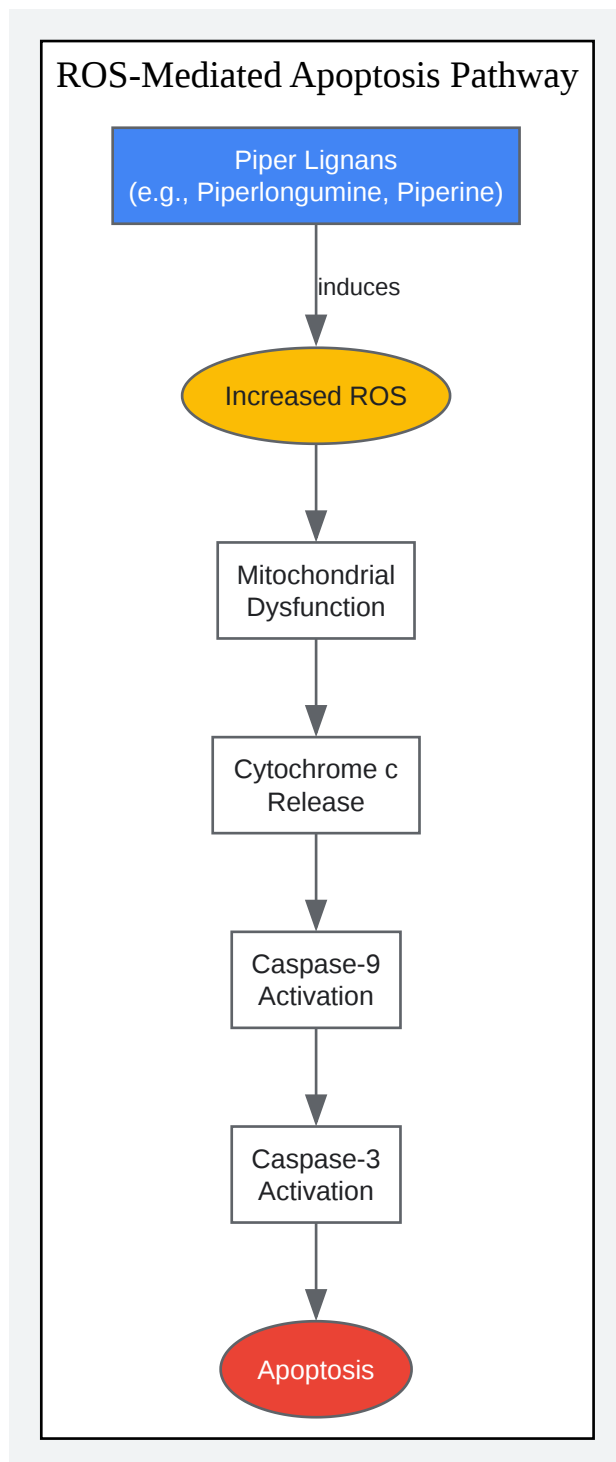 ROS-Mediated Apoptosis Pathway
Piper Lignans
(e.g., Piperlongumine, Piperine)
induces
Increased ROS
Mitochondrial
Dysfunction
Cytochrome c
Release
Caspase-9
Activation
Caspase-3
Activation
Apoptosis